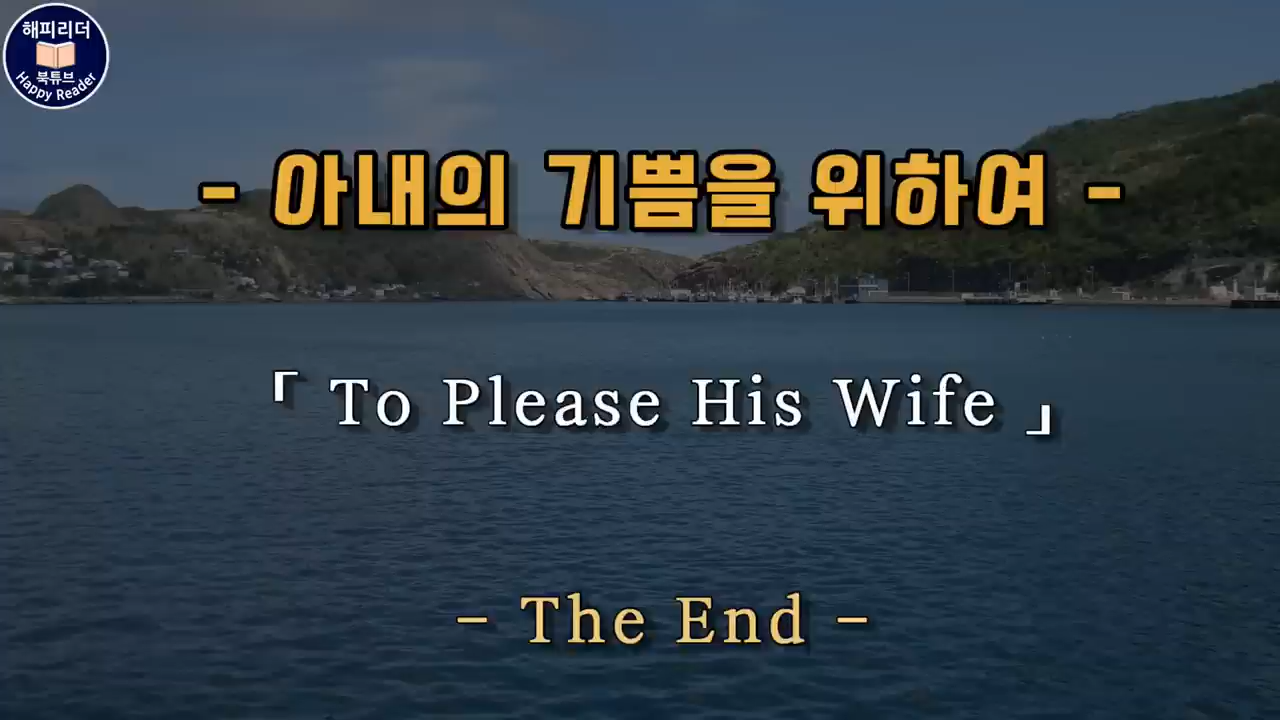 해피리더
북튜브
Happy Reader
- 아내의 기쁨을 위하여 -
「 To Please His Wife 」
- The End -